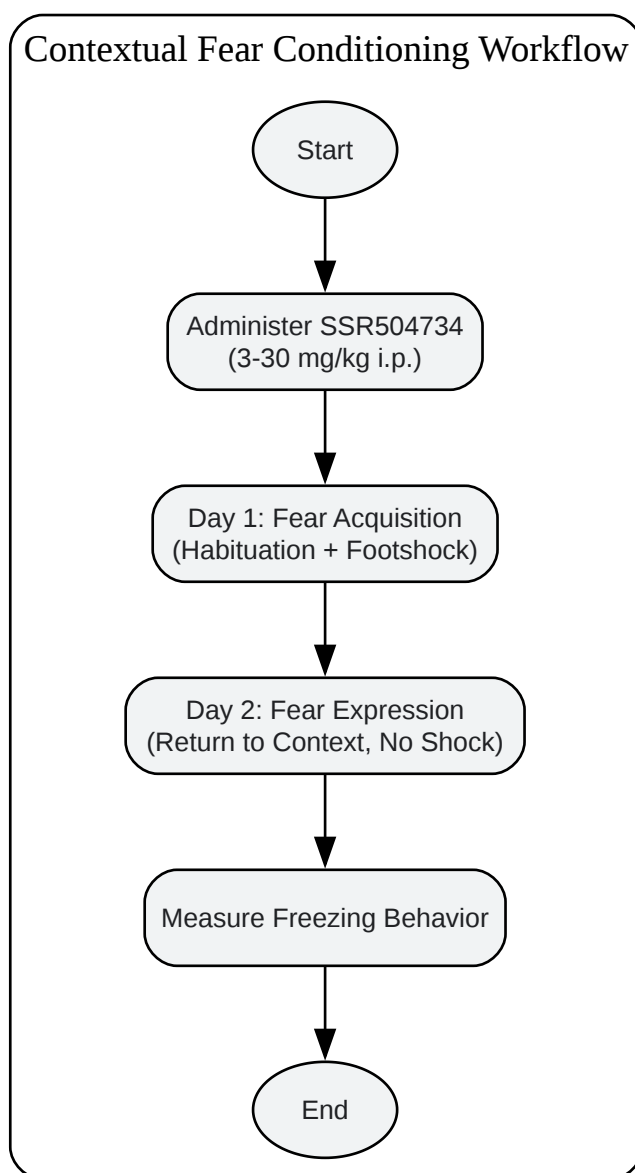 Contextual Fear Conditioning Workflow
Start
Administer SSR504734
(3-30 mg/kg i.p.)
Day 1: Fear Acquisition
(Habituation + Footshock)
Day 2: Fear Expression
(Return to Context, No Shock)
Measure Freezing Behavior
End